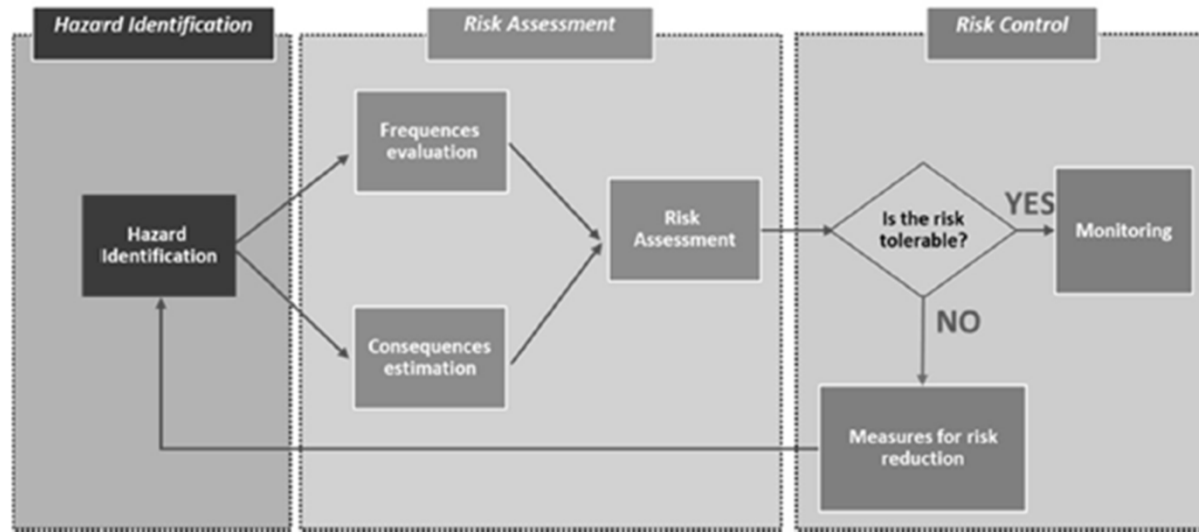 Hazard Identification
Risk Assessment
Risk Control
Frequences
evaluation
Hazard
Identification
Risk
Assessment
Consequences
estimation
Is the risk
tolerable?
YES
Monitoring
NO
Measures for risk
reduction